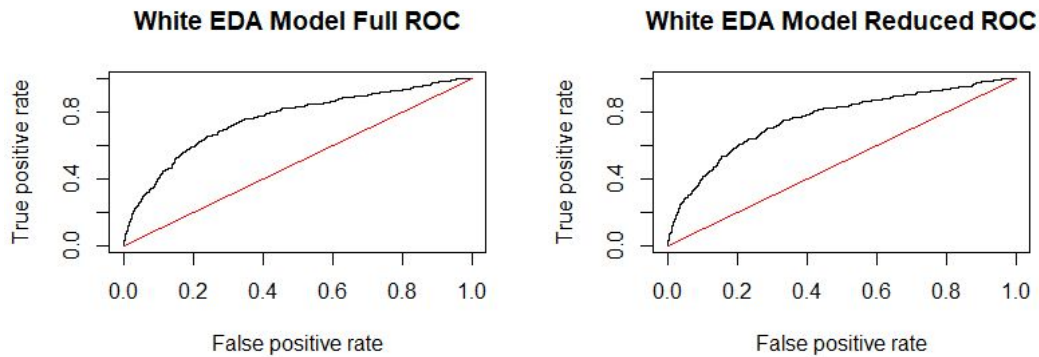 White EDA Model Full ROC
True positive rate
0.8
0.4
0.0
0.0 0.2 0.4 0.6 0.8 1.0
False positive rate
White EDA Model Reduced ROC
True positive rate
0.8
0.4
0.0
0.0 0.2 0.4 0.6 0.8 1.0
False positive rate